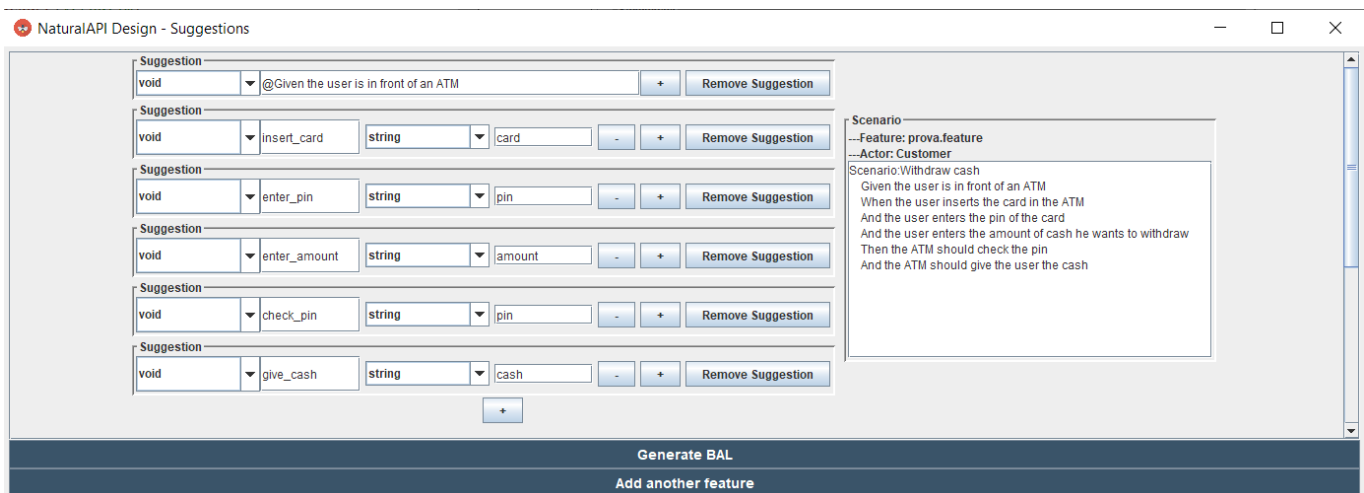 NaturalAPI Design - Suggestions
Suggestion
void @Given the user is in front of an ATM + Remove Suggestion
Suggestion
void insert_card string card - + Remove Suggestion
Suggestion
void enter_pin string pin - + Remove Suggestion
Suggestion
void enter_amount string amount - + Remove Suggestion
Suggestion
void check_pin string pin - + Remove Suggestion
Suggestion
void give_cash string cash - + Remove Suggestion
+
Scenario
---Feature: prova.feature
---Actor: Customer
Scenario:Withdraw cash
Given the user is in front of an ATM
When the user inserts the card in the ATM
And the user enters the pin of the card
And the user enters the amount of cash he wants to withdraw
Then the ATM should check the pin
And the ATM should give the user the cash
Generate BAL
Add another feature